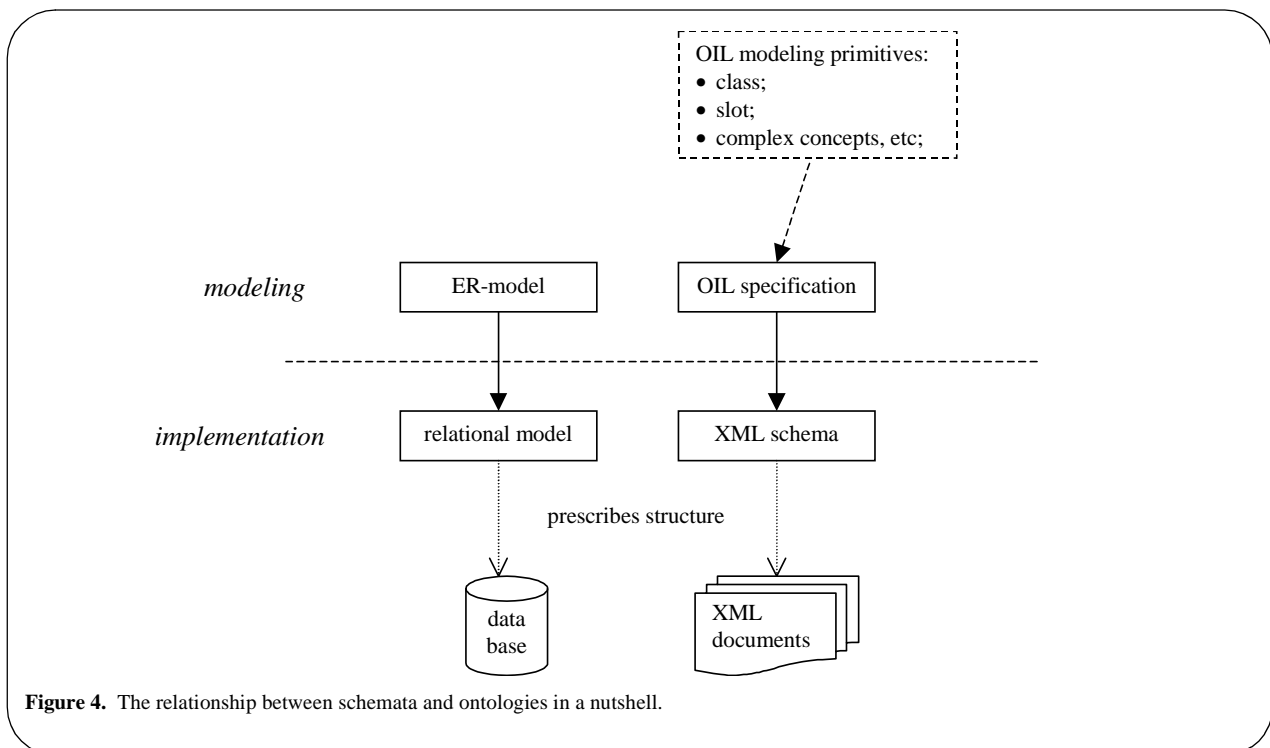 OIL modeling primitives:
• class;
• slot;
• complex concepts, etc;
modeling
ER-model
OIL specification
implementation
relational model
XML schema
prescribes structure
data
base
XML
documents
Figure 4. The relationship between schemata and ontologies in a nutshell.